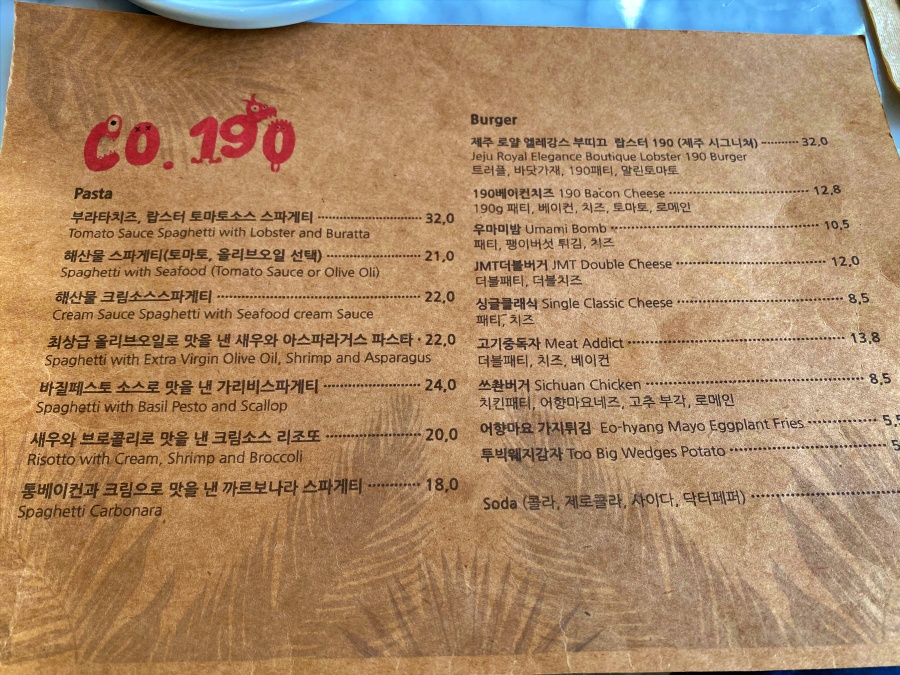 CO. 190
Pasta
부라타치즈, 랍스터 토마토소스 스파게티 32,0
Tomato Sauce Spaghetti with Lobster and Buratta
해산물 스파게티(토마토, 올리브오일 선택) 21,0
Spaghetti with Seafood (Tomato Sauce or Olive Oli)
해산물 크림소스스파게티 22,0
Cream Sauce Spaghetti with Seafood cream Sauce
최상급 올리브오일로 맛을 낸 새우와 아스파라거스 파스타 22,0
Spaghetti with Extra Virgin Olive Oil, Shrimp and Asparagus
바질페스토 소스로 맛을 낸 가리비스파게티 24,0
Spaghetti with Basil Pesto and Scallop
새우와 브로콜리로 맛을 낸 크림소스 리조또 20,0
Risotto with Cream, Shrimp and Broccoli
통베이컨과 크림으로 맛을 낸 까르보나라 스파게티 18,0
Spaghetti Carbonara
Burger
제주 로얄 엘레강스 부띠끄 랍스터 190 (제주 시그니쳐) 32,0
Jeju Royal Elegance Boutique Lobster 190 Burger
트러플, 바닷가재, 190패티, 말린토마토
190베이컨치즈 190 Bacon Cheese 12,8
190g 패티, 베이컨, 치즈, 토마토, 로메인
우마미밤 Umami Bomb 10,5
패티, 팽이버섯 튀김, 치즈
JMT더블버거 JMT Double Cheese 12,0
더블패티, 더블치즈
싱글클래식 Single Classic Cheese 8,5
패티, 치즈
고기중독자 Meat Addict 13,8
더블패티, 치즈, 베이컨
쓰촨버거 Sichuan Chicken 8,5
치킨패티, 어향마요네즈, 고추 부각, 로메인
어향마요 가지튀김 Eo-hyang Mayo Eggplant Fries 5,5
투빅웨지감자 Too Big Wedges Potato
Soda (콜라, 제로콜라, 사이다, 닥터페퍼)